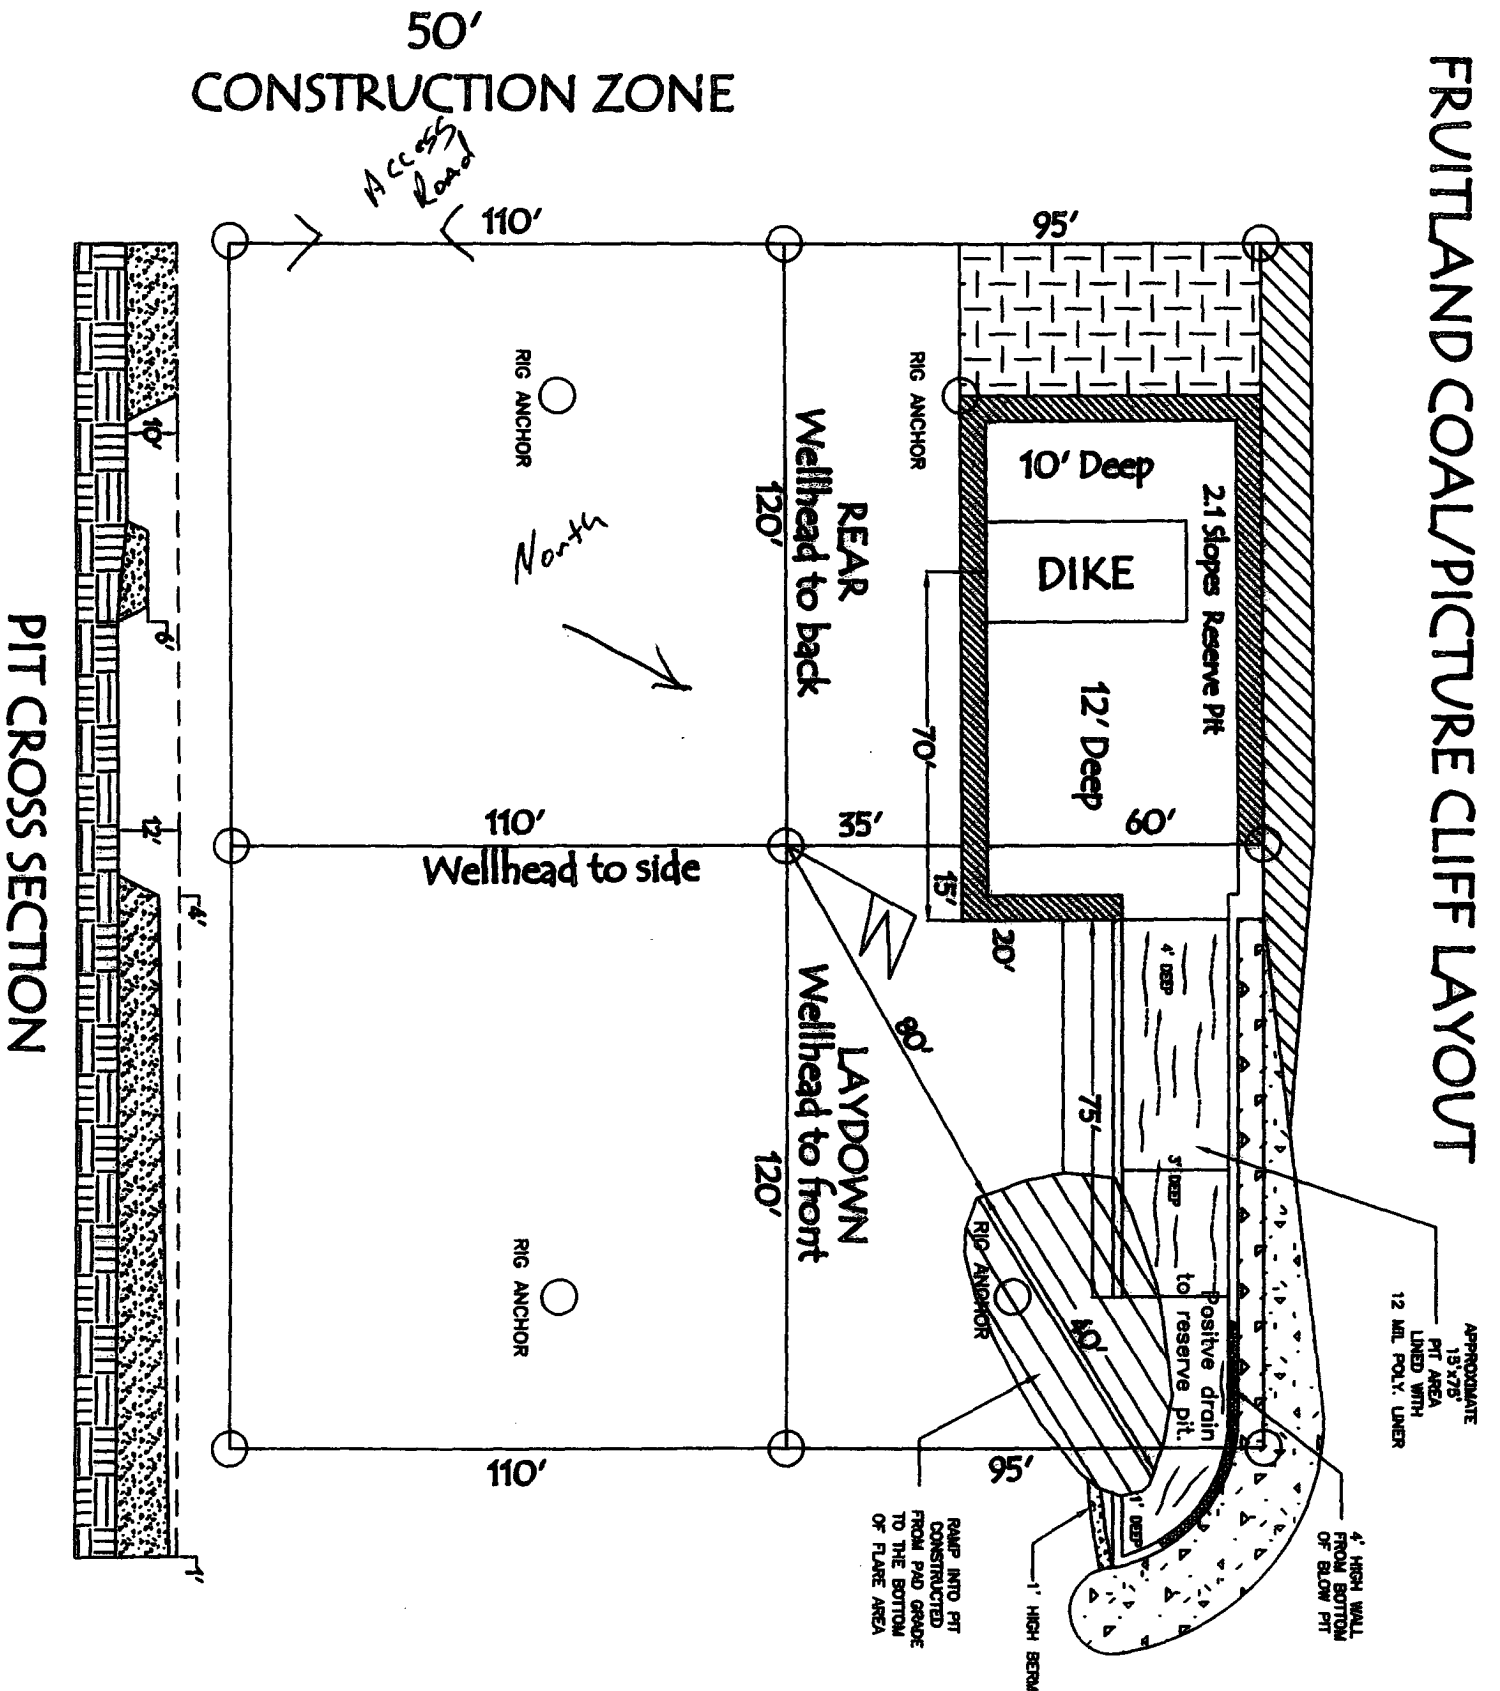 FRUITLAND COAL/PICTURE CLIFF LAYOUT
50'
CONSTRUCTION ZONE
Access
Road
110'
95'
RIG ANCHOR
RIG ANCHOR
10' Deep
2.1 Slopes Reserve Pit
DIKE
12' Deep
REAR
Wellhead to back
120'
North
70'
110'
Wellhead to side
35'
60'
15'
20'
4' DEEP
80'
75'
LAYDOWN
Wellhead to front
120'
3' DEEP
RIG ANCHOR
RIG ANCHOR
40'
Positve drain
to reserve pit.
1' DEEP
110'
95'
APPROXIMATE
15'x75'
PIT AREA
LINED WITH
12 MIL POLY. LINER
4' HIGH WALL
FROM BOTTOM
OF BLOW PIT
RAMP INTO PIT
CONSTRUCTED
FROM PAD GRADE
TO THE BOTTOM
OF FLARE AREA
1' HIGH BERM
10'
6'
12'
4'
1'
PIT CROSS SECTION